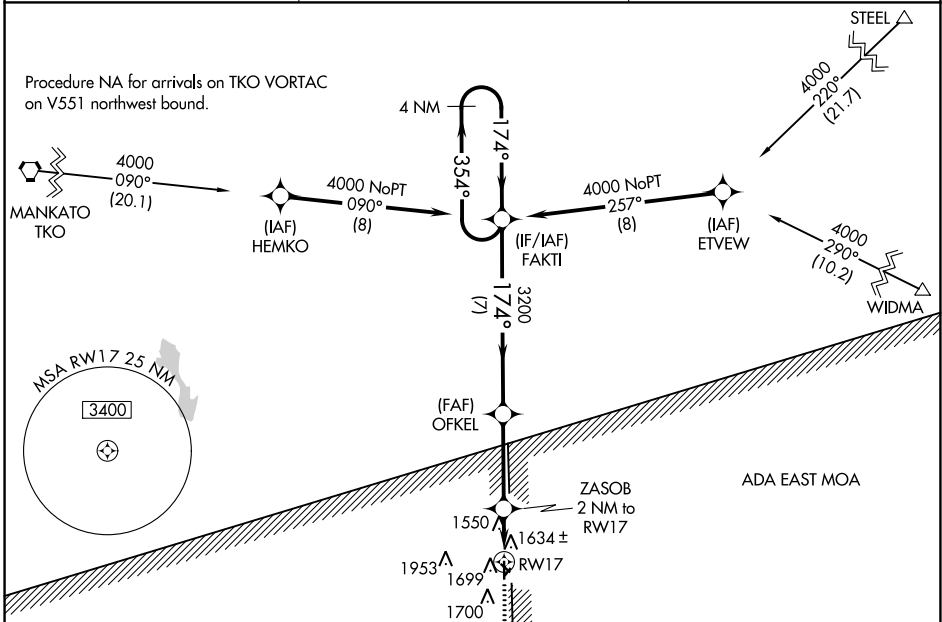 STEEL
Procedure NA for arrivals on TKO VORTAC
on V551 northwest bound.
4000
220°
(21.7)
4 NM
174°
354°
4000
090°
(20.1)
MANKATO
TKO
4000 NoPT
090°
(8)
(IAF)
HEMKO
(IF/IAF)
FAKTI
4000 NoPT
257°
(8)
(IAF)
ETVEW
4000
290°
(10.2)
WIDMA
3200
174°
(7)
MSA RW17 25 NM
3400
(FAF)
OFKEL
ADA EAST MOA
ZASOB
2 NM to
RW17
1550
1634 ±
1953
1699
RW17
1700